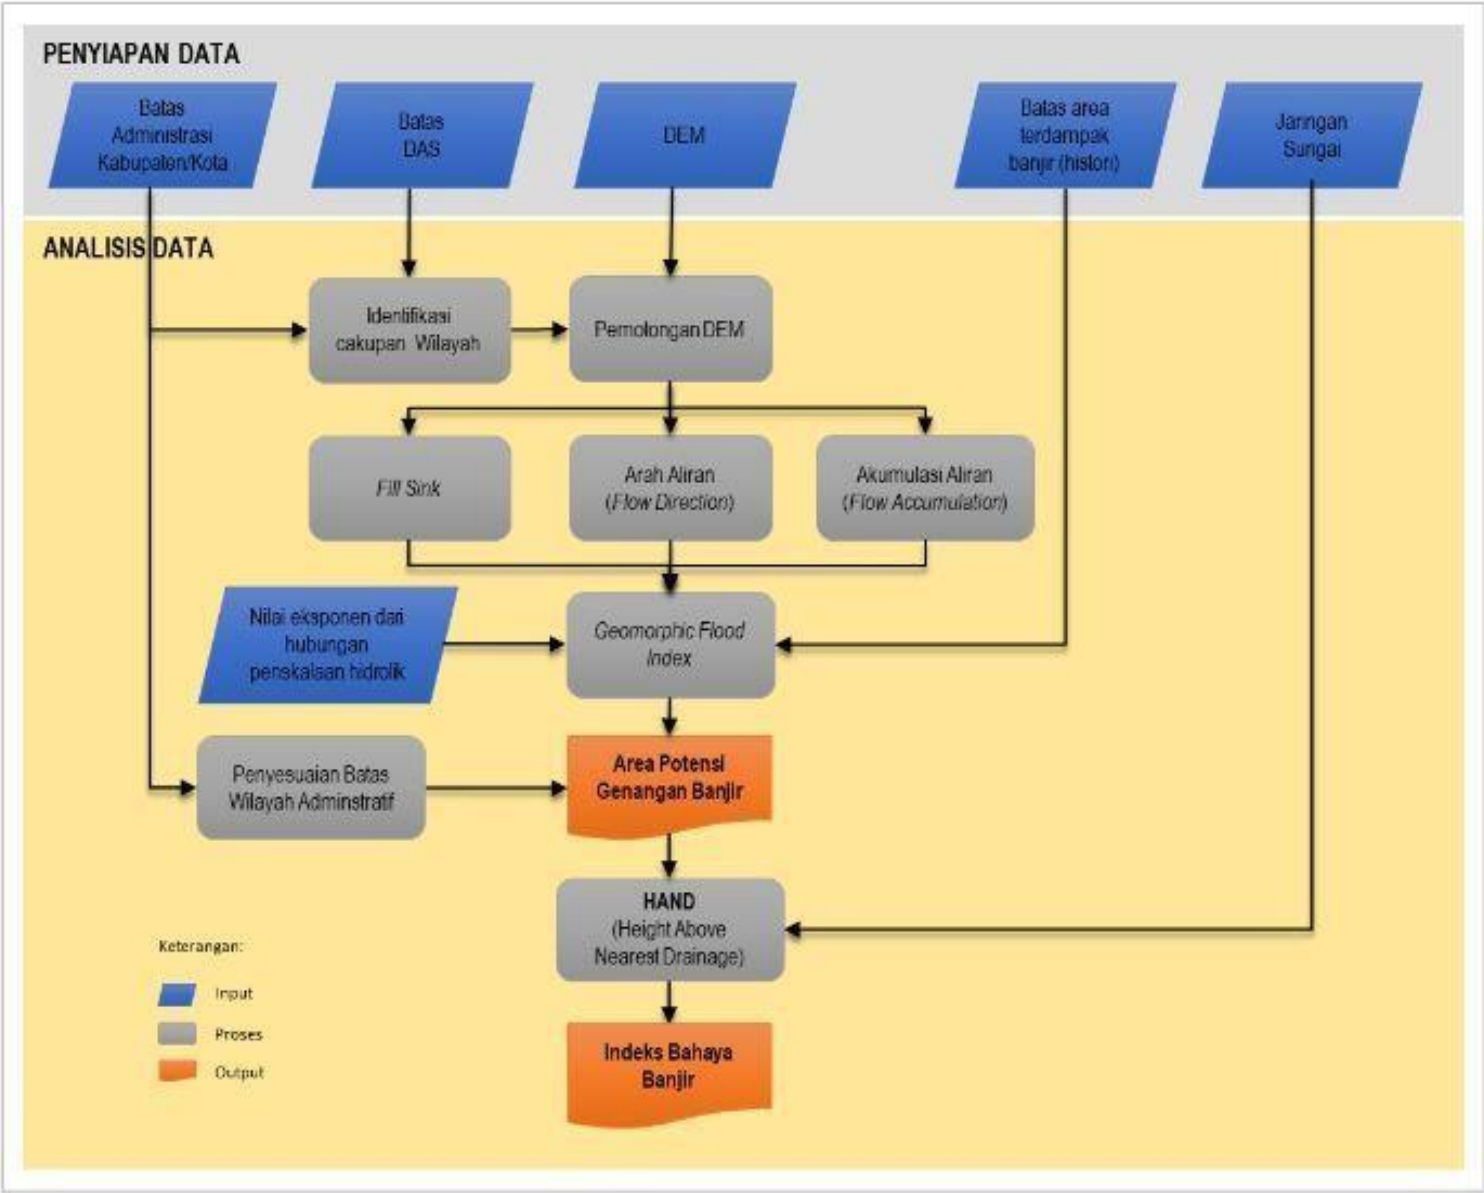 PENYIAPAN DATA
Batas
Administrasi
Kabupaten/Kota
Batas
DAS
DEM
Batas area
terdampak
banjir (histori)
Jaringan
Sungai
ANALISIS DATA
Identifikasi
cakupan Wilayah
Pemotongan DEM
Fill Sink
Arah Aliran
(Flow Direction)
Akumulasi Aliran
(Flow Accumulation)
Nilai eksponen dari
hubungan
penskalaan hidrolik
Geomorphic Flood
Index
Penyesuaian Batas
Wilayah Adminstratif
Area Potensi
Genangan Banjir
HAND
(Height Above
Nearest Drainage)
Keterangan:
Input
Proses
Output
Indeks Bahaya
Banjir